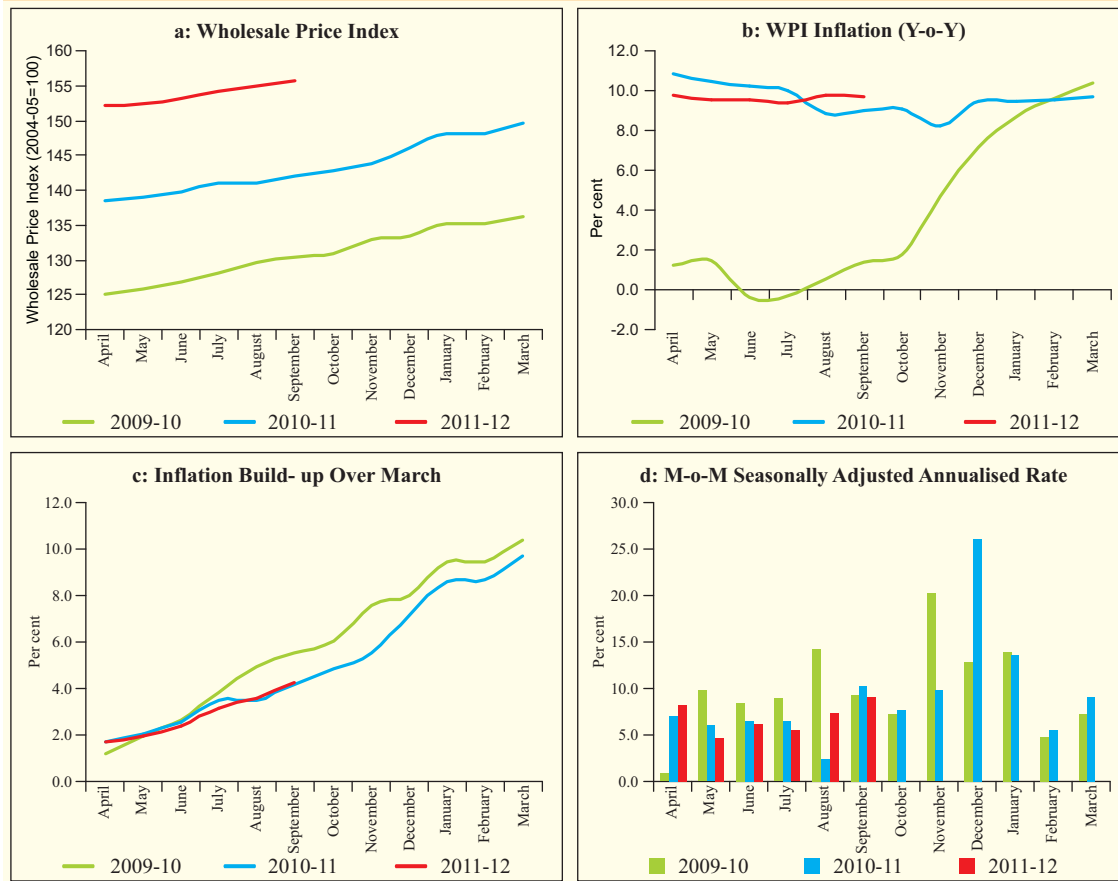 a: Wholesale Price Index
Wholesale Price Index (2004-05=100)
160
155
150
145
140
135
130
125
120
April
May
June
July
August
September
October
November
December
January
February
March
2009-10 2010-11 2011-12
b: WPI Inflation (Y-o-Y)
Per cent
12.0
10.0
8.0
6.0
4.0
2.0
0.0
-2.0
April
May
June
July
August
September
October
November
December
January
February
March
2009-10 2010-11 2011-12
c: Inflation Build- up Over March
Per cent
12.0
10.0
8.0
6.0
4.0
2.0
0.0
April
May
June
July
August
September
October
November
December
January
February
March
2009-10 2010-11 2011-12
d: M-o-M Seasonally Adjusted Annualised Rate
Per cent
30.0
25.0
20.0
15.0
10.0
5.0
0.0
April
May
June
July
August
September
October
November
December
January
February
March
2009-10 2010-11 2011-12